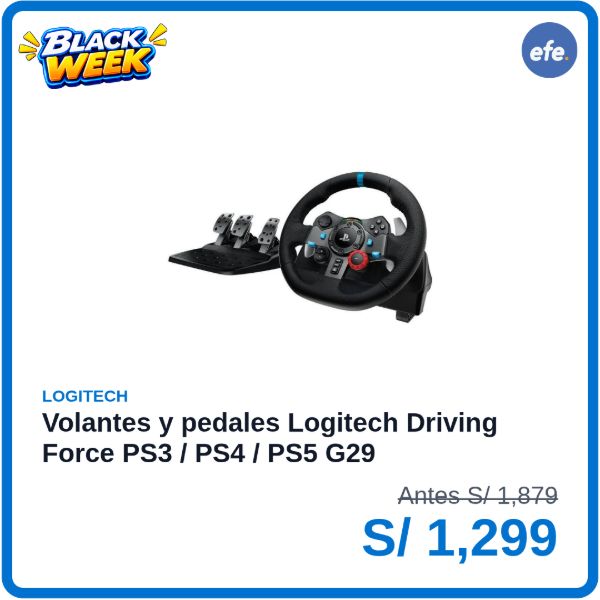 BLACK
WEEK
efe.
LOGITECH
Volantes y pedales Logitech Driving
Force PS3 / PS4 / PS5 G29
Antes S/ 1,879
S/ 1,299